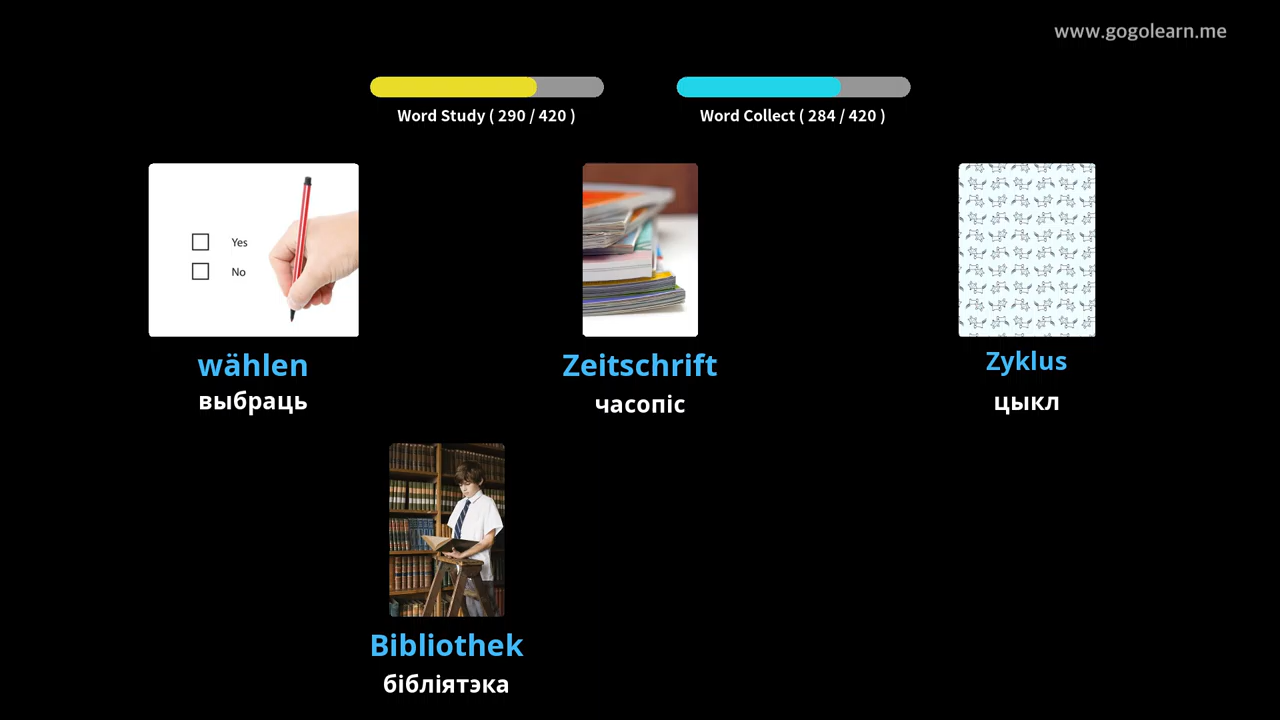 www.gogolearn.me
Word Study ( 290 / 420 )
Word Collect ( 284 / 420 )
Yes
No
wählen
выбраць
Zeitschrift
часопіс
Zyklus
цыкл
Bibliothek
бібліятэка